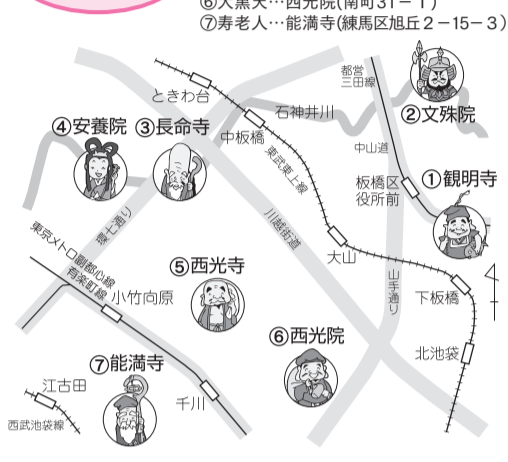 ⑥大黒天…西光院(南町31－1)
⑦寿老人…能満寺(練馬区旭丘2－15－3)
都営
三田線
ときわ台
石神井川
②文殊院
④安養院
③長命寺
中板橋
中山道
東武東上線
板橋区
役所前
①観明寺
環七通り
川越街道
東京メトロ副都心線
有楽町線
大山
⑤西光寺
山手通り
小竹向原
下板橋
⑥西光院
北池袋
⑦能満寺
江古田
千川
西武池袋線